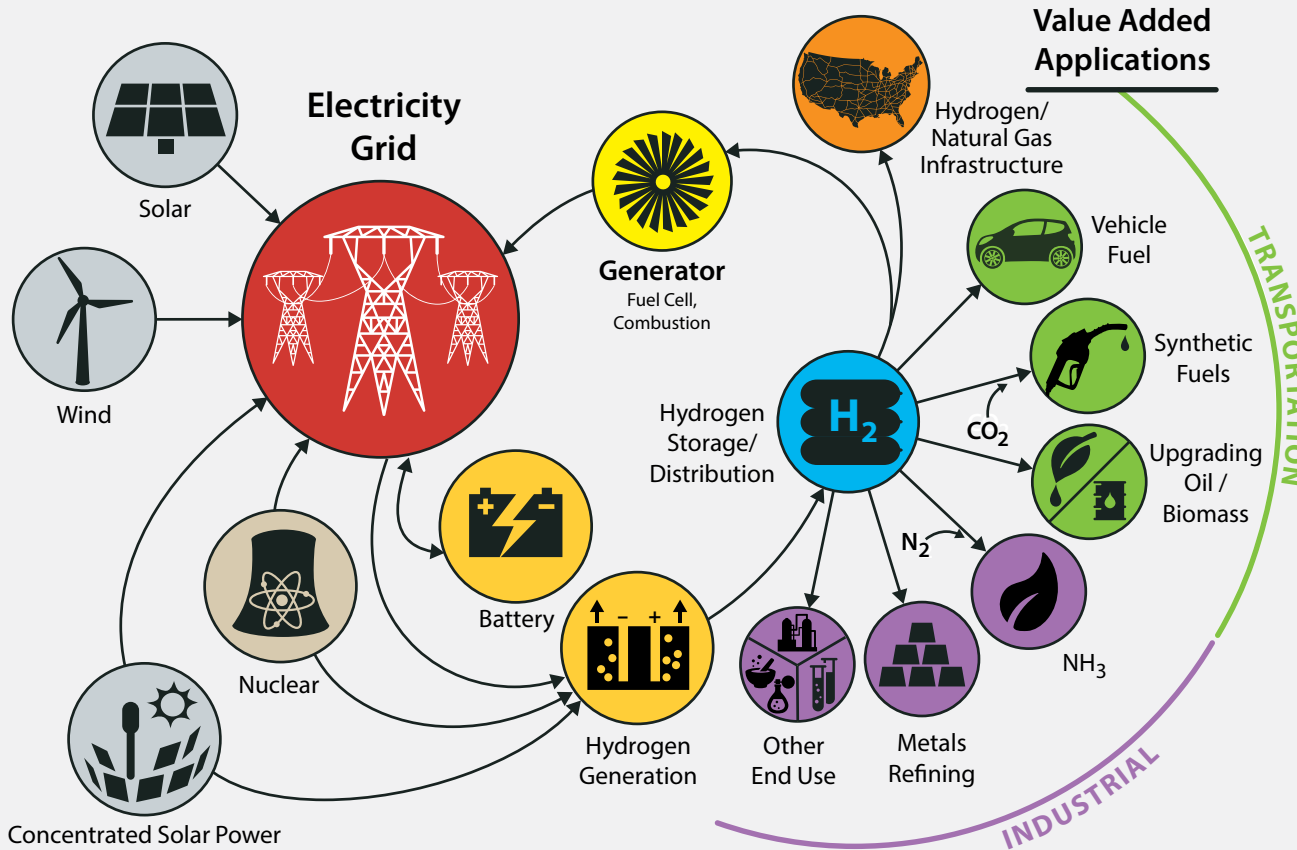 Value Added
Applications
Electricity
Grid
Solar
Wind
Generator
Fuel Cell,
Combustion
Hydrogen/
Natural Gas
Infrastructure
Vehicle
Fuel
Synthetic
Fuels
CO₂
Upgrading
Oil /
Biomass
TRANSPORTATION
Hydrogen
Storage/
Distribution
H₂
N₂
NH₃
+ −
Battery
Nuclear
− +
Hydrogen
Generation
Other
End Use
Metals
Refining
INDUSTRIAL
Concentrated Solar Power